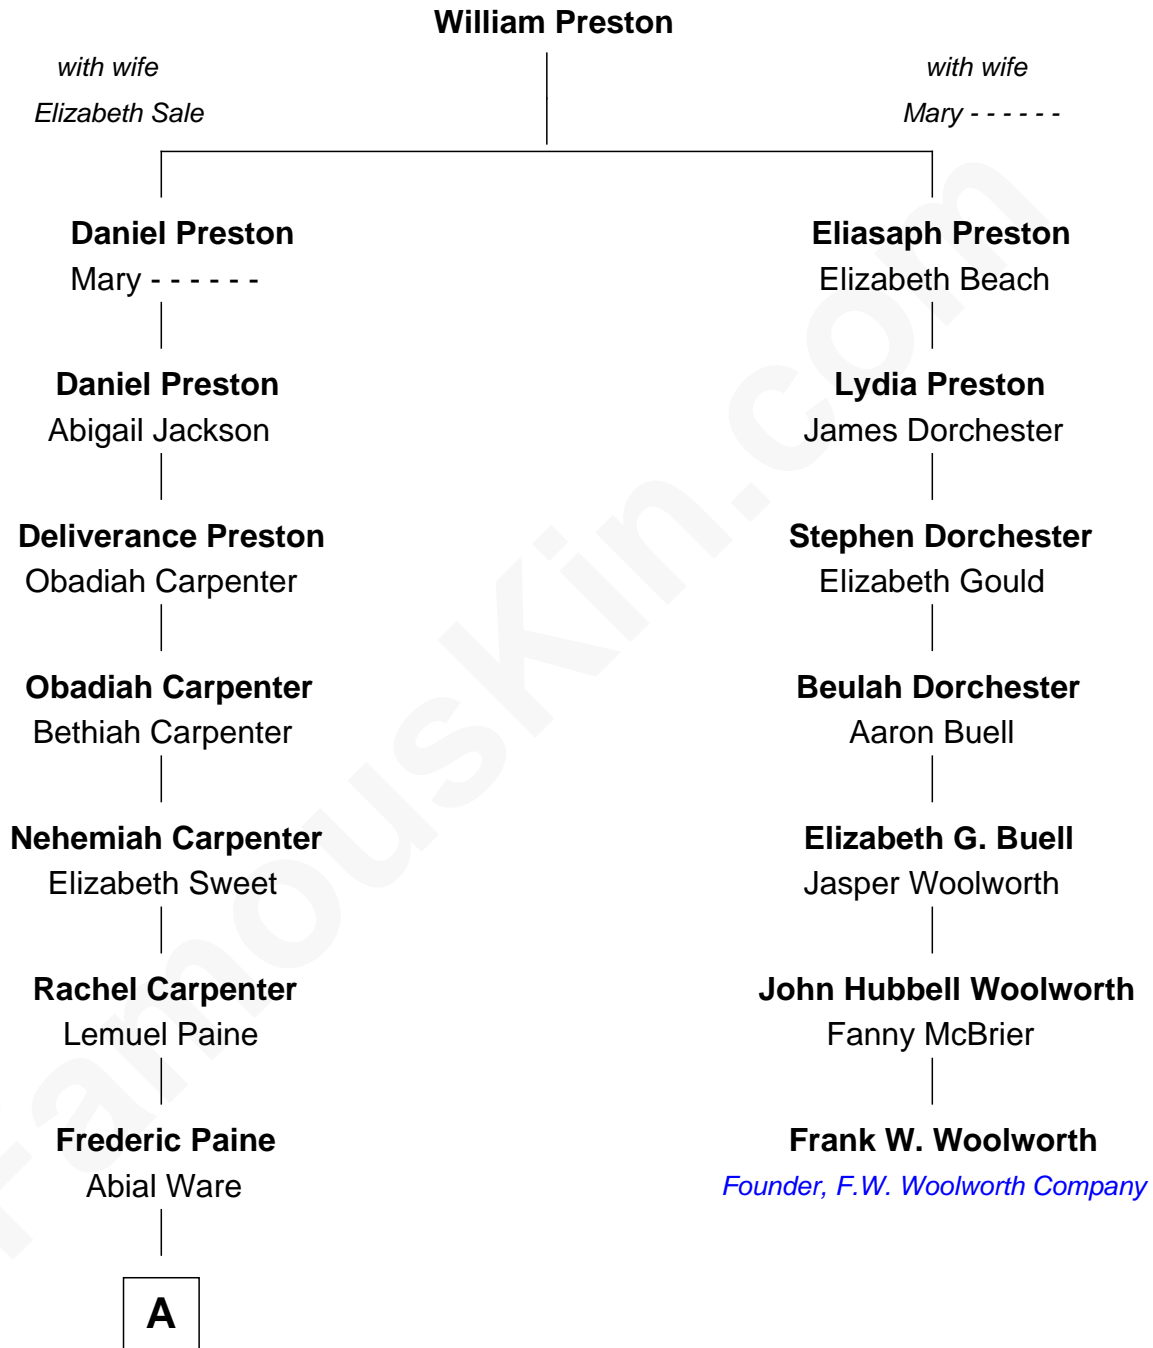 William Preston
with wife
Elizabeth Sale
with wife
Mary - - - - - -
Daniel Preston
Mary - - - - - -
Eliasaph Preston
Elizabeth Beach
Daniel Preston
Abigail Jackson
Lydia Preston
James Dorchester
Deliverance Preston
Obadiah Carpenter
Stephen Dorchester
Elizabeth Gould
Obadiah Carpenter
Bethiah Carpenter
Beulah Dorchester
Aaron Buell
Nehemiah Carpenter
Elizabeth Sweet
Elizabeth G. Buell
Jasper Woolworth
Rachel Carpenter
Lemuel Paine
John Hubbell Woolworth
Fanny McBrier
Frederic Paine
Abial Ware
Frank W. Woolworth
Founder, F.W. Woolworth Company
A
FamousKin.com